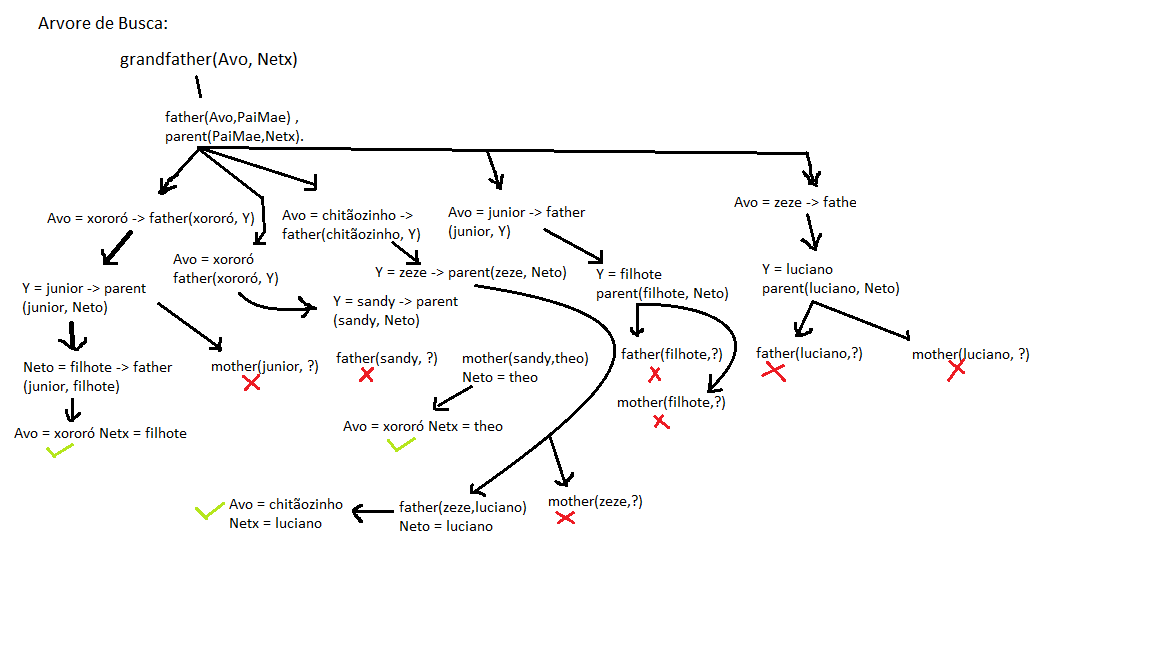 Arvore de Busca:
grandfather(Avo, Netx)
father(Avo,PaiMae) ,
parent(PaiMae,Netx).
Avo = xororó -> father(xororó, Y)
Avo = chitãozinho ->
father(chitãozinho, Y)
Avo = junior -> father
(junior, Y)
Avo = zeze -> fathe
Avo = xororó
father(xororó, Y)
Y = junior -> parent
(junior, Neto)
Y = zeze -> parent(zeze, Neto)
Y = sandy -> parent
(sandy, Neto)
Y = filhote
parent(filhote, Neto)
Y = luciano
parent(luciano, Neto)
Neto = filhote -> father
(junior, filhote)
mother(junior, ?)
father(sandy, ?)
mother(sandy,theo)
Neto = theo
father(filhote,?)
mother(filhote,?)
father(luciano,?)
mother(luciano, ?)
Avo = xororó Netx = filhote
Avo = xororó Netx = theo
Avo = chitãozinho
Netx = luciano
father(zeze,luciano)
Neto = luciano
mother(zeze,?)